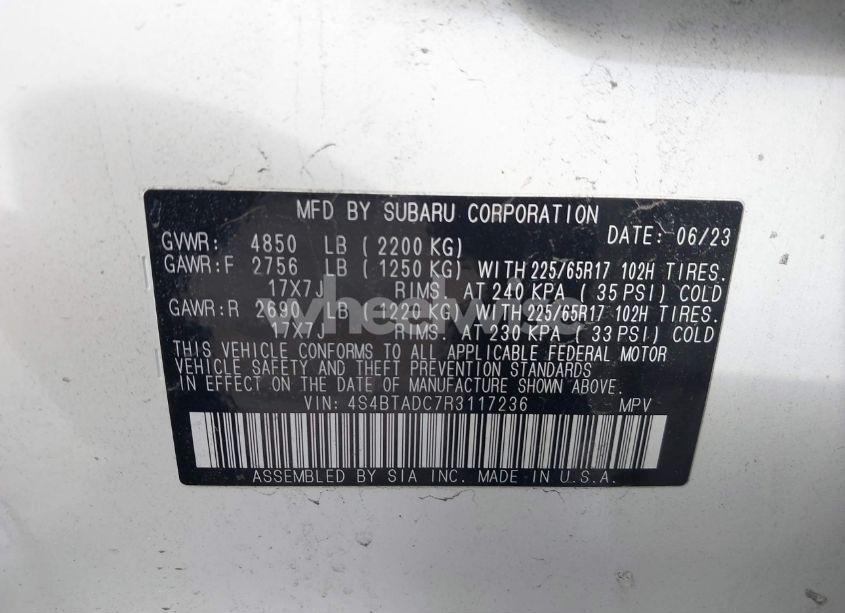 MFD BY SUBARU CORPORATION
GVWR: 4850 LB (2200 KG) DATE: 06/23
GAWR:F 2756 LB (1250 KG) WITH 225/65R17 102H TIRES.
17X7J RIMS. AT 240 KPA ( 35 PSI) COLD
GAWR:R 2690 LB (1220 KG) WITH 225/65R17 102H TIRES.
17X7J RIMS. AT 230 KPA ( 33 PSI) COLD
wheelwise
THIS VEHICLE CONFORMS TO ALL APPLICABLE FEDERAL MOTOR
VEHICLE SAFETY AND THEFT PREVENTION STANDARDS
IN EFFECT ON THE DATE OF MANUFACTURE SHOWN ABOVE.
VIN: 4S4BTADC7R3117236 MPV
ASSEMBLED BY SIA INC. MADE IN U.S.A.